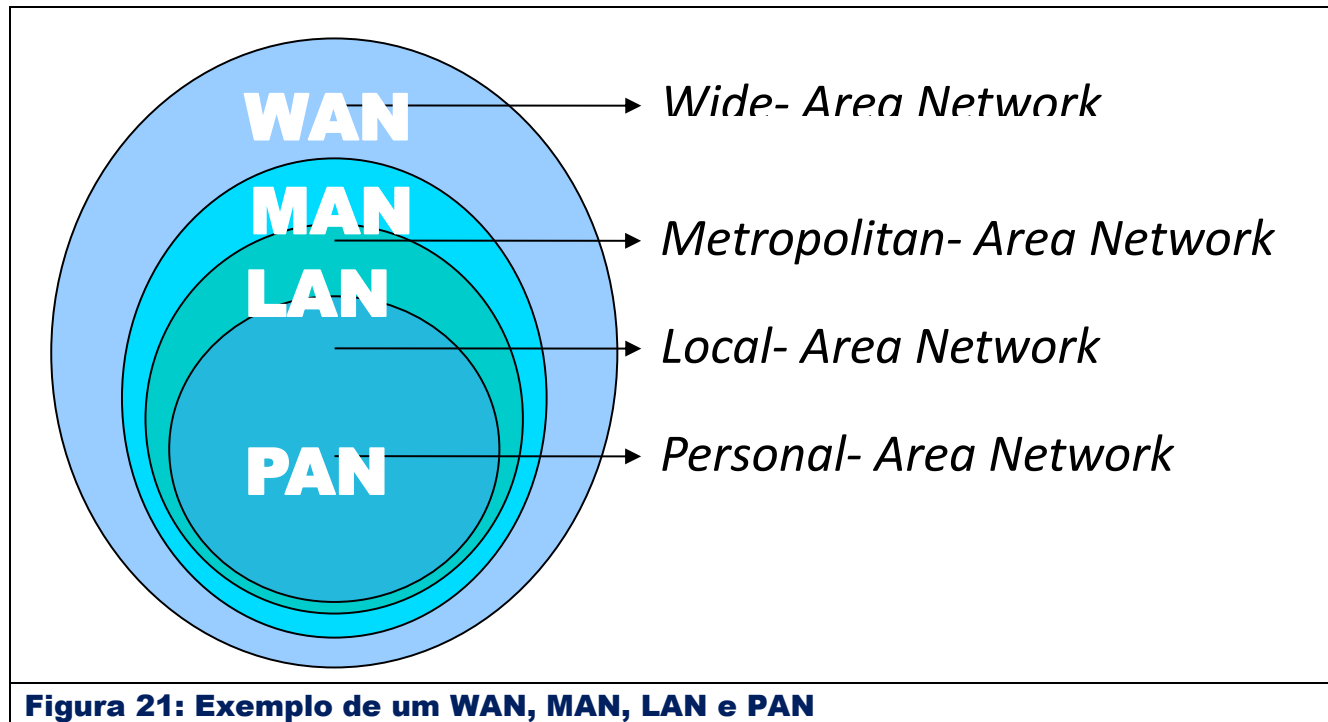 WAN
Wide- Area Network
MAN
Metropolitan- Area Network
LAN
Local- Area Network
PAN
Personal- Area Network
Figura 21: Exemplo de um WAN, MAN, LAN e PAN